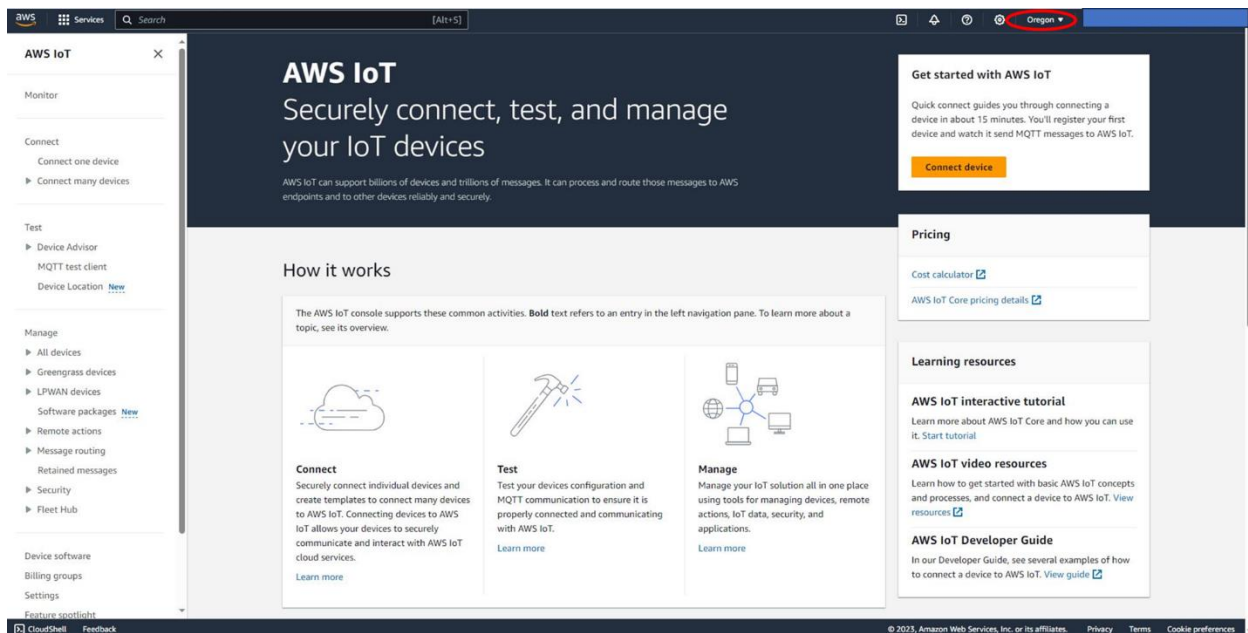 aws
Services
Search
[Alt+S]
Oregon
AWS IoT
Monitor
Connect
Connect one device
Connect many devices
Test
Device Advisor
MQTT test client
Device Location New
Manage
All devices
Greengrass devices
LPWAN devices
Software packages New
Remote actions
Message routing
Retained messages
Security
Fleet Hub
Device software
Billing groups
Settings
Feature spotlight
AWS IoT
Securely connect, test, and manage
your IoT devices
AWS IoT can support billions of devices and trillions of messages. It can process and route those messages to AWS
endpoints and to other devices reliably and securely.
How it works
The AWS IoT console supports these common activities. Bold text refers to an entry in the left navigation pane. To learn more about a
topic, see its overview.
Connect
Securely connect individual devices and
create templates to connect many devices
to AWS IoT. Connecting devices to AWS
IoT allows your devices to securely
communicate and interact with AWS IoT
cloud services.
Learn more
Test
Test your devices configuration and
MQTT communication to ensure it is
properly connected and communicating
with AWS IoT.
Learn more
Manage
Manage your IoT solution all in one place
using tools for managing devices, remote
actions, IoT data, security, and
applications.
Learn more
Get started with AWS IoT
Quick connect guides you through connecting a
device in about 15 minutes. You'll register your first
device and watch it send MQTT messages to AWS IoT.
Connect device
Pricing
Cost calculator
AWS IoT Core pricing details
Learning resources
AWS IoT interactive tutorial
Learn more about AWS IoT Core and how you can use
it. Start tutorial
AWS IoT video resources
Learn how to get started with basic AWS IoT concepts
and processes, and connect a device to AWS IoT. View
resources
AWS IoT Developer Guide
In our Developer Guide, see several examples of how
to connect a device to AWS IoT. View guide
CloudShell
Feedback
© 2023, Amazon Web Services, Inc. or its affiliates.
Privacy
Terms
Cookie preferences